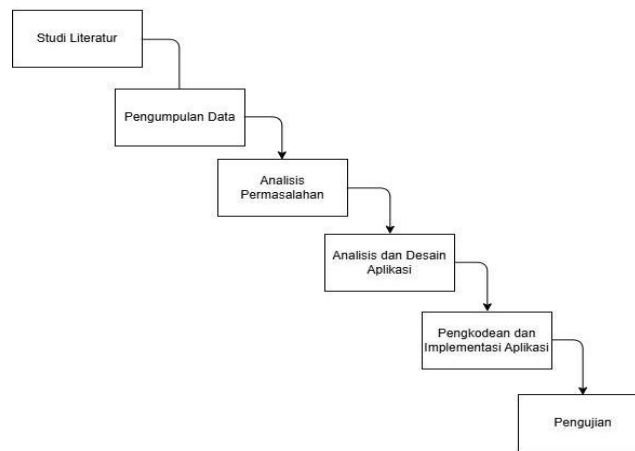 Studi Literatur
Pengumpulan Data
Analisis
Permasalahan
Analisis dan Desain
Aplikasi
Pengkodean dan
Implementasi Aplikasi
Pengujian